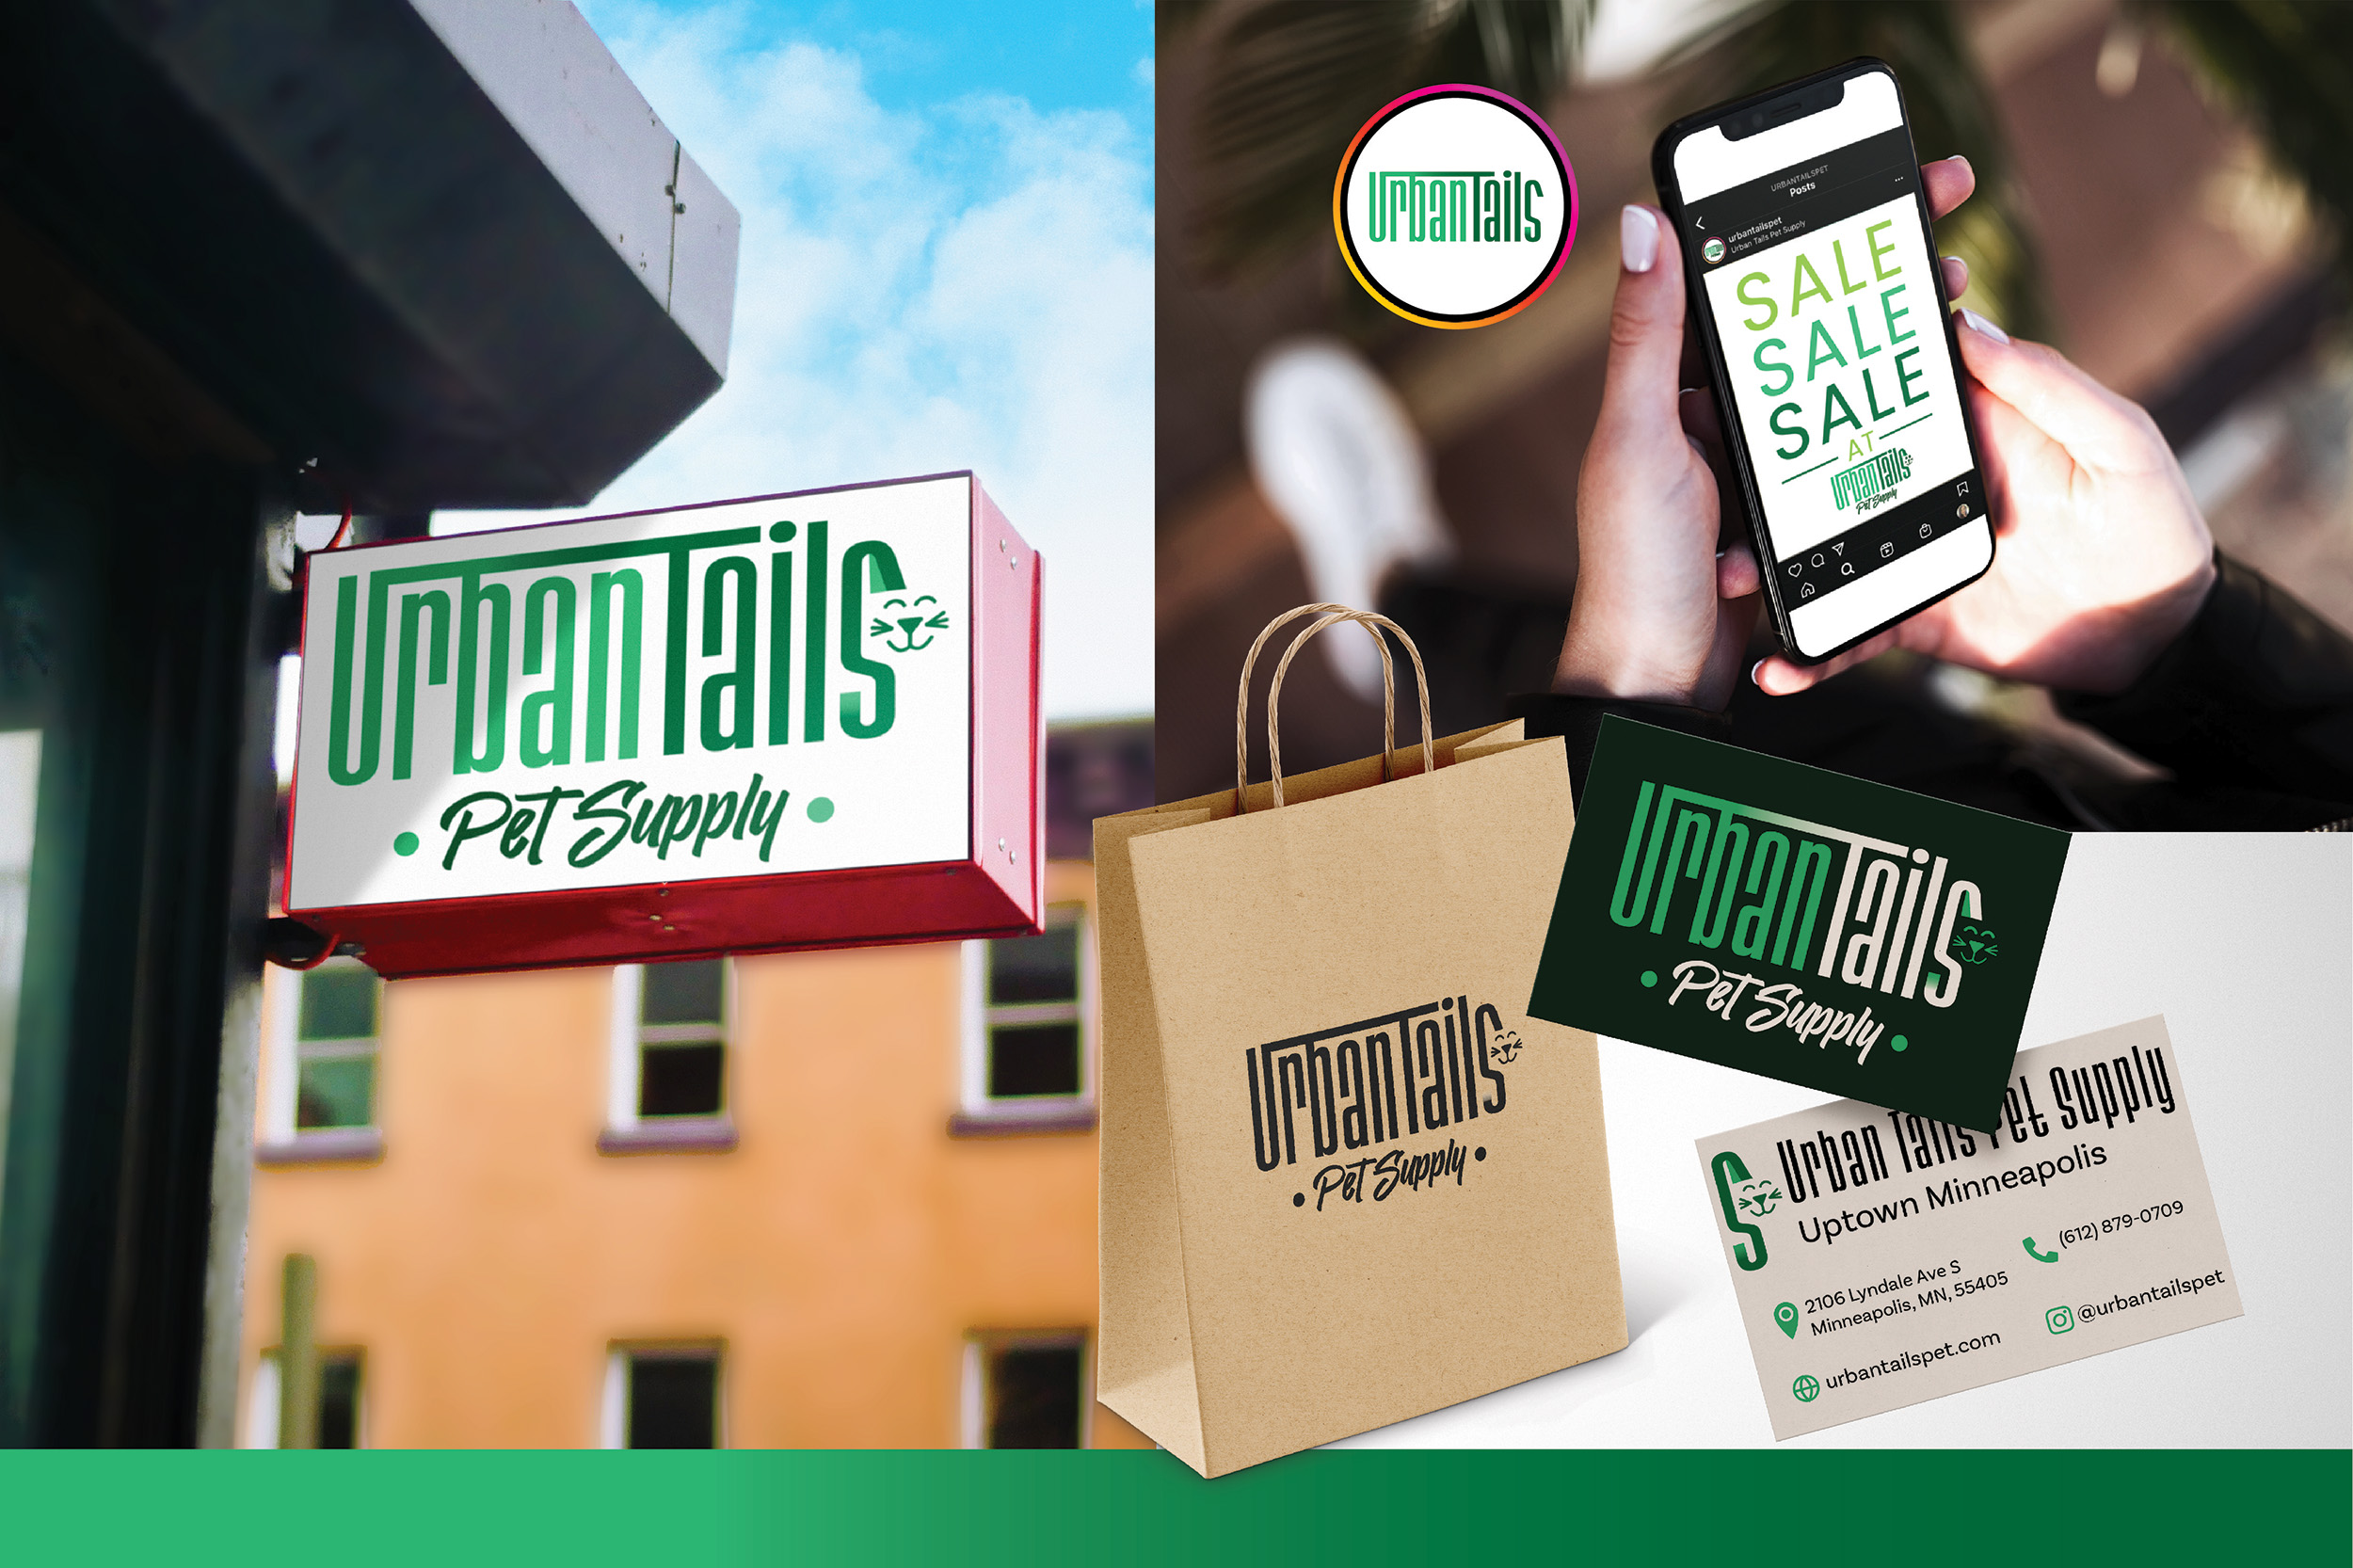 UrbanTails
• Pet Supply •
UrbanTails
URBANTAILSPET
Posts
urbantailspet
Urban Tails Pet Supply
SALE
SALE
SALE
AT
UrbanTails
Pet Supply
UrbanTails
• Pet Supply •
UrbanTails
• Pet Supply •
Urban Tails Pet Supply
Uptown Minneapolis
2106 Lyndale Ave S
Minneapolis, MN, 55405
(612) 879-0709
urbantailspet.com
@urbantailspet